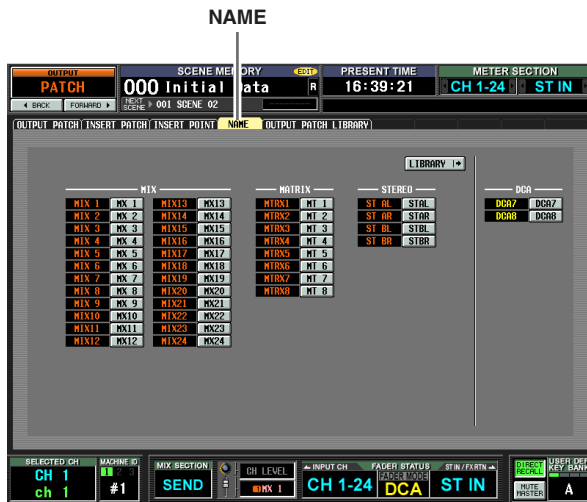 NAME
OUTPUT PATCH
SCENE MEMORY EDIT
000 Initial Data R
PRESENT TIME
16:39:21
METER SECTION
CH 1-24 ST IN
BACK FORWARD
NEXT SCENE 001 SCENE 02
OUTPUT PATCH INSERT PATCH INSERT POINT NAME OUTPUT PATCH LIBRARY
LIBRARY
MIX MATRIX STEREO DCA
MIX 1 MX 1 MIX13 MX13 MTRX1 MT 1 ST AL STAL DCA7 DCA7
MIX 2 MX 2 MIX14 MX14 MTRX2 MT 2 ST AR STAR DCA8 DCA8
MIX 3 MX 3 MIX15 MX15 MTRX3 MT 3 ST BL STBL
MIX 4 MX 4 MIX16 MX16 MTRX4 MT 4 ST BR STBR
MIX 5 MX 5 MIX17 MX17 MTRX5 MT 5
MIX 6 MX 6 MIX18 MX18 MTRX6 MT 6
MIX 7 MX 7 MIX19 MX19 MTRX7 MT 7
MIX 8 MX 8 MIX20 MX20 MTRX8 MT 8
MIX 9 MX 9 MIX21 MX21
MIX10 MX10 MIX22 MX22
MIX11 MX11 MIX23 MX23
MIX12 MX12 MIX24 MX24
SELECTED CH
CH 1
ch 1
MACHINE ID
1 2 3
#1
MIX SECTION
SEND
CH LEVEL
MX 1
INPUT CH FADER STATUS ST IN/FXRTN
CH 1-24
FADER MODE
DCA
ST IN
DIRECT RECALL
MUTE MASTER
USER DEF
KEY BANK
A